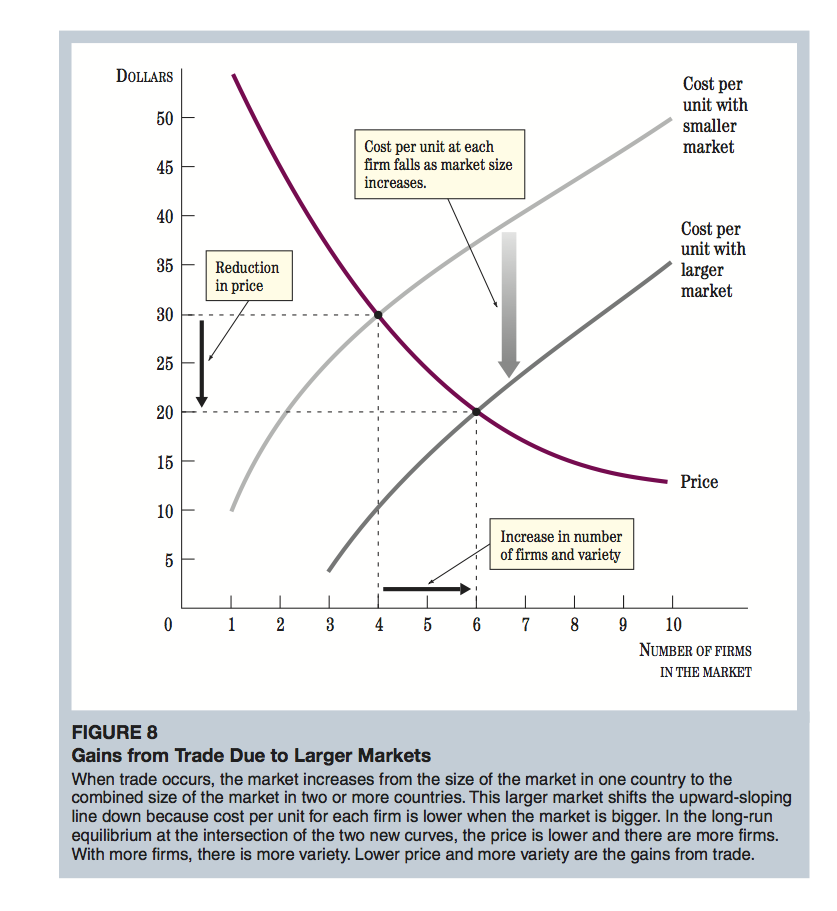 DOLLARS
50
45
40
35
30
25
20
15
10
5
0
1 2 3 4 5 6 7 8 9 10
NUMBER OF FIRMS
IN THE MARKET
Cost per
unit with
smaller
market
Cost per unit at each
firm falls as market size
increases.
Cost per
unit with
larger
market
Reduction
in price
Price
Increase in number
of firms and variety
FIGURE 8
Gains from Trade Due to Larger Markets
When trade occurs, the market increases from the size of the market in one country to the
combined size of the market in two or more countries. This larger market shifts the upward-sloping
line down because cost per unit for each firm is lower when the market is bigger. In the long-run
equilibrium at the intersection of the two new curves, the price is lower and there are more firms.
With more firms, there is more variety. Lower price and more variety are the gains from trade.